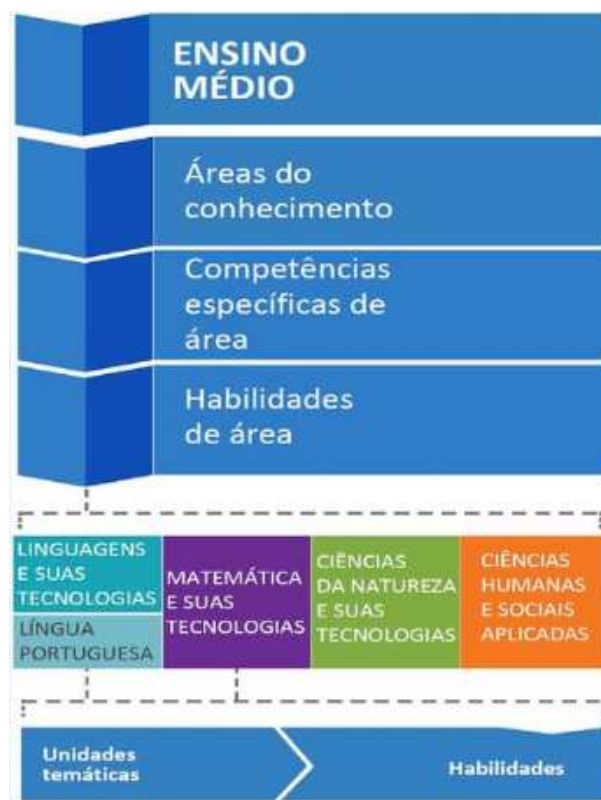 ENSINO
MÉDIO
Áreas do
conhecimento
Competências
específicas de
área
Habilidades
de área
LINGUAGENS
E SUAS
TECNOLOGIAS
LÍNGUA
PORTUGUESA
MATEMÁTICA
E SUAS
TECNOLOGIAS
CIÊNCIAS
DA NATUREZA
E SUAS
TECNOLOGIAS
CIÊNCIAS
HUMANAS
E SOCIAIS
APLICADAS
Unidades
temáticas
Habilidades